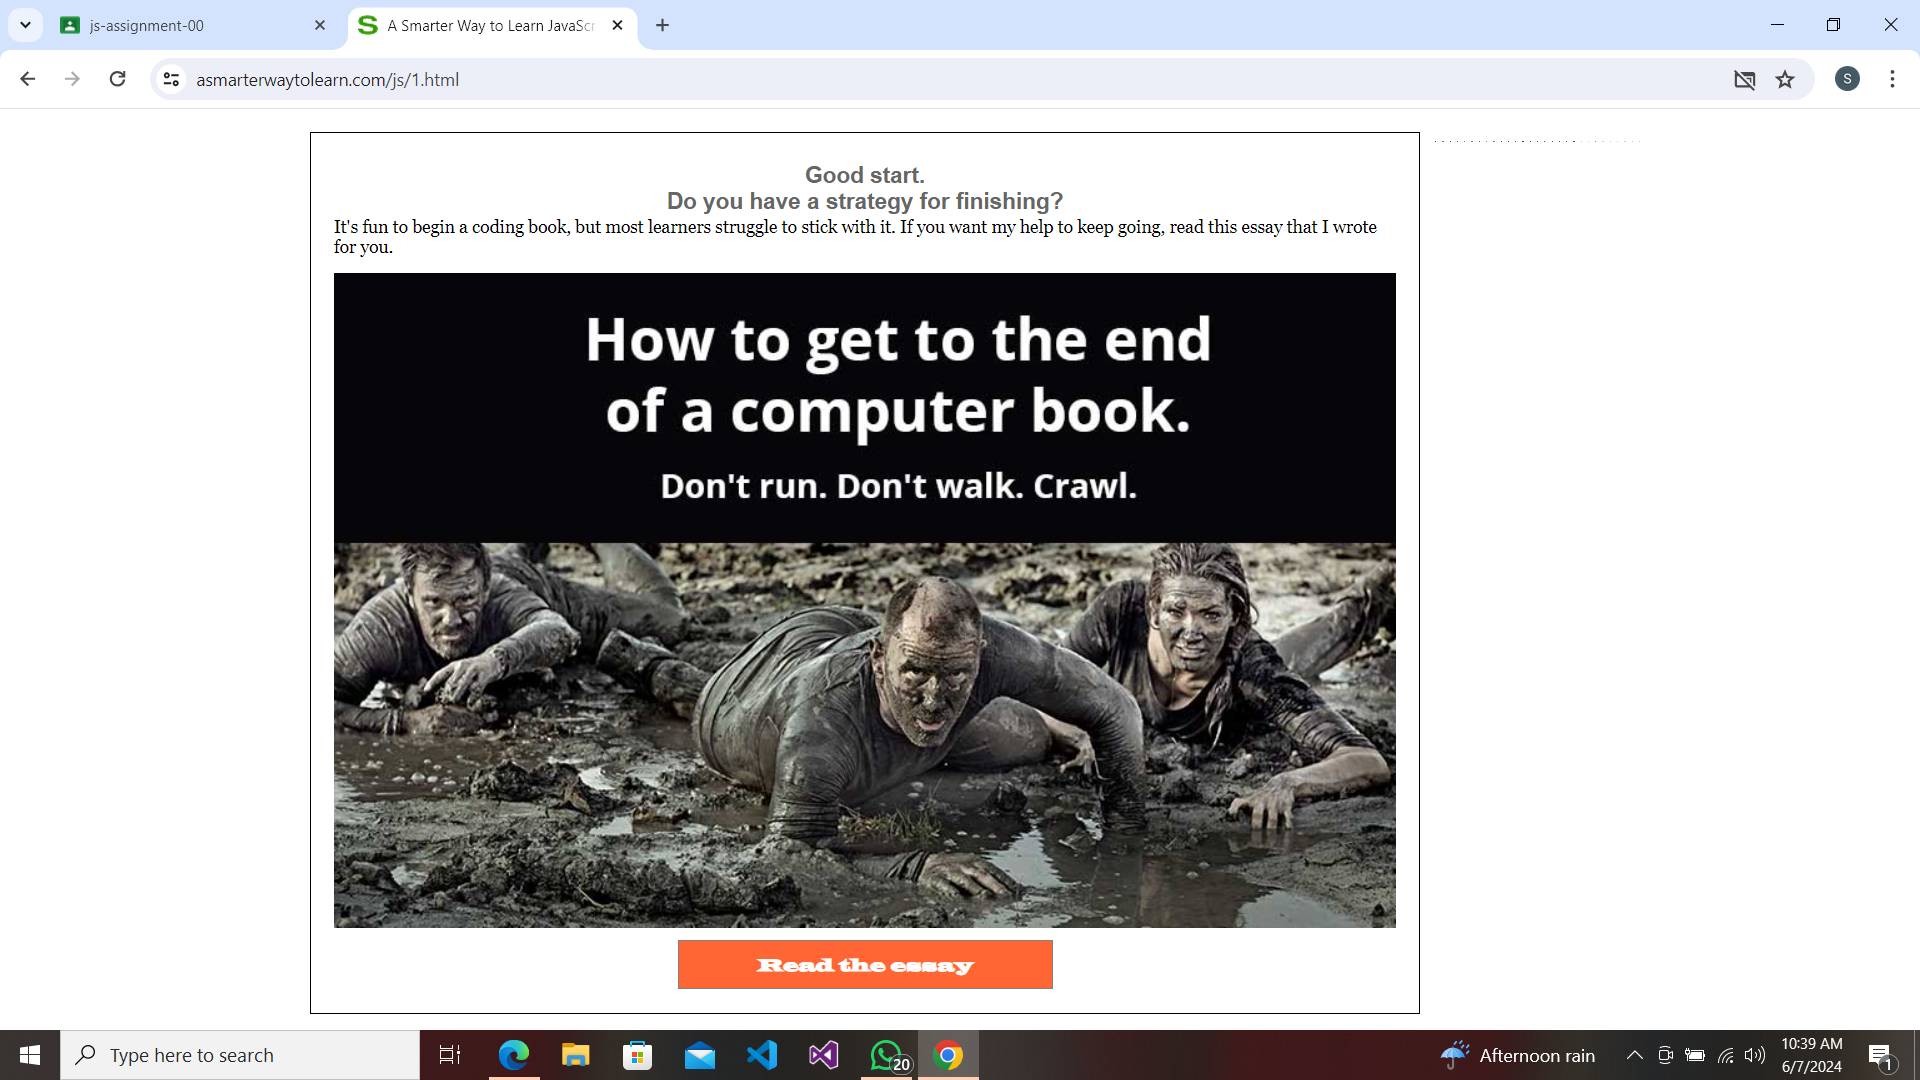 js-assignment-00
A Smarter Way to Learn JavaScr
asmarterwaytolearn.com/js/1.html
S
Good start.
Do you have a strategy for finishing?
It's fun to begin a coding book, but most learners struggle to stick with it. If you want my help to keep going, read this essay that I wrote
for you.
How to get to the end
of a computer book.
Don't run. Don't walk. Crawl.
Read the essay
Type here to search
20
Afternoon rain
10:39 AM
6/7/2024
1